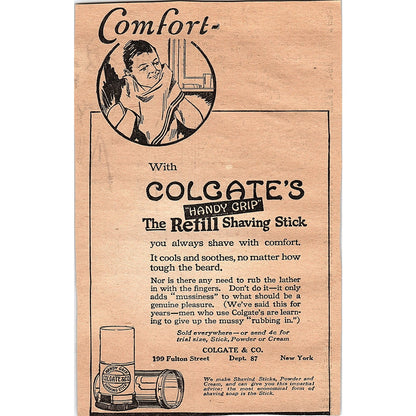 Comfort-
With
COLGATE'S
"HANDY GRIP"
The Refill Shaving Stick
you always shave with comfort.
It cools and soothes, no matter how
tough the beard.
Nor is there any need to rub the lather
in with the fingers. Don't do it—it only
adds "mussiness" to what should be a
genuine pleasure. (We've said this for
years—men who use Colgate's are learn-
ing to give up the mussy "rubbing in.")
Sold everywhere—or send 4c for
trial size, Stick, Powder or Cream
COLGATE & CO.
199 Fulton Street Dept. 87 New York
We make Shaving Sticks, Powder and
Cream, and can give you this impartial
advice: the most economical form of
shaving soap is the Stick.
HANDY GRIP
COLGATE & CO